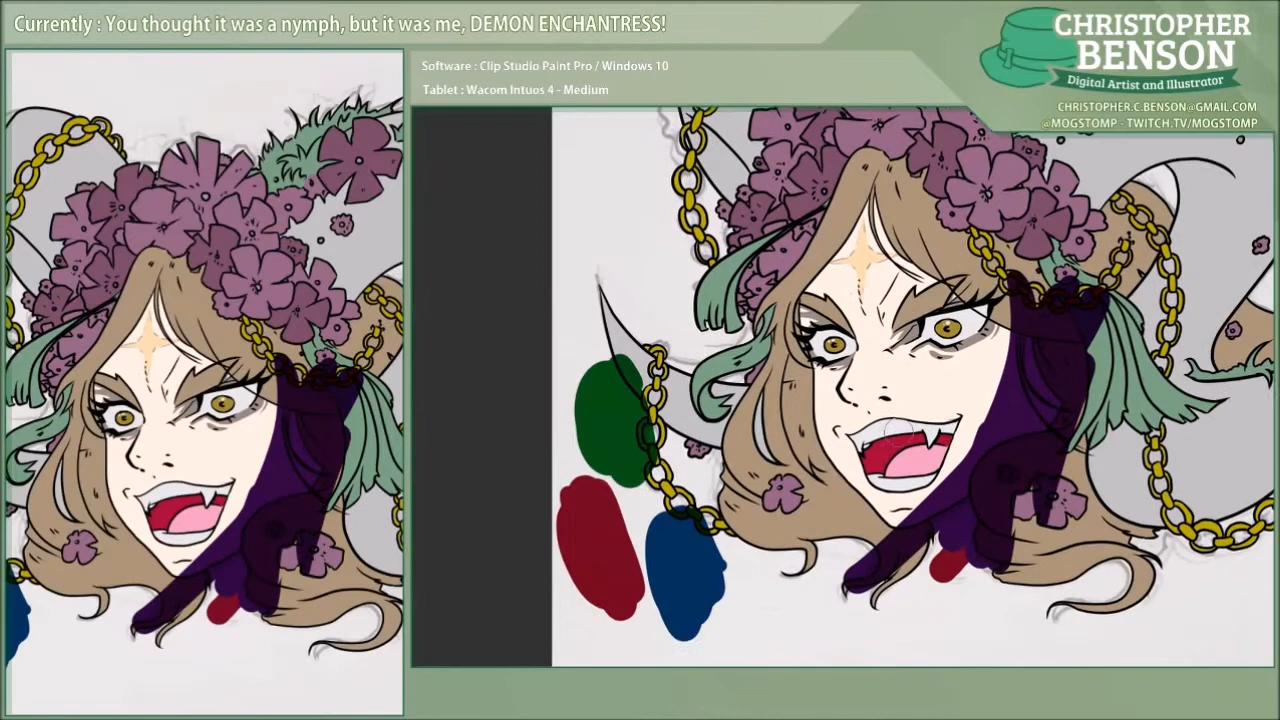 Currently : You thought it was a nymph, but it was me, DEMON ENCHANTRESS!
Software : Clip Studio Paint Pro / Windows 10
Tablet : Wacom Intuos 4 - Medium
CHRISTOPHER
BENSON
Digital Artist and Illustrator
CHRISTOPHER.C.BENSON@GMAIL.COM
@MOGSTOMP - TWITCH.TV/MOGSTOMP